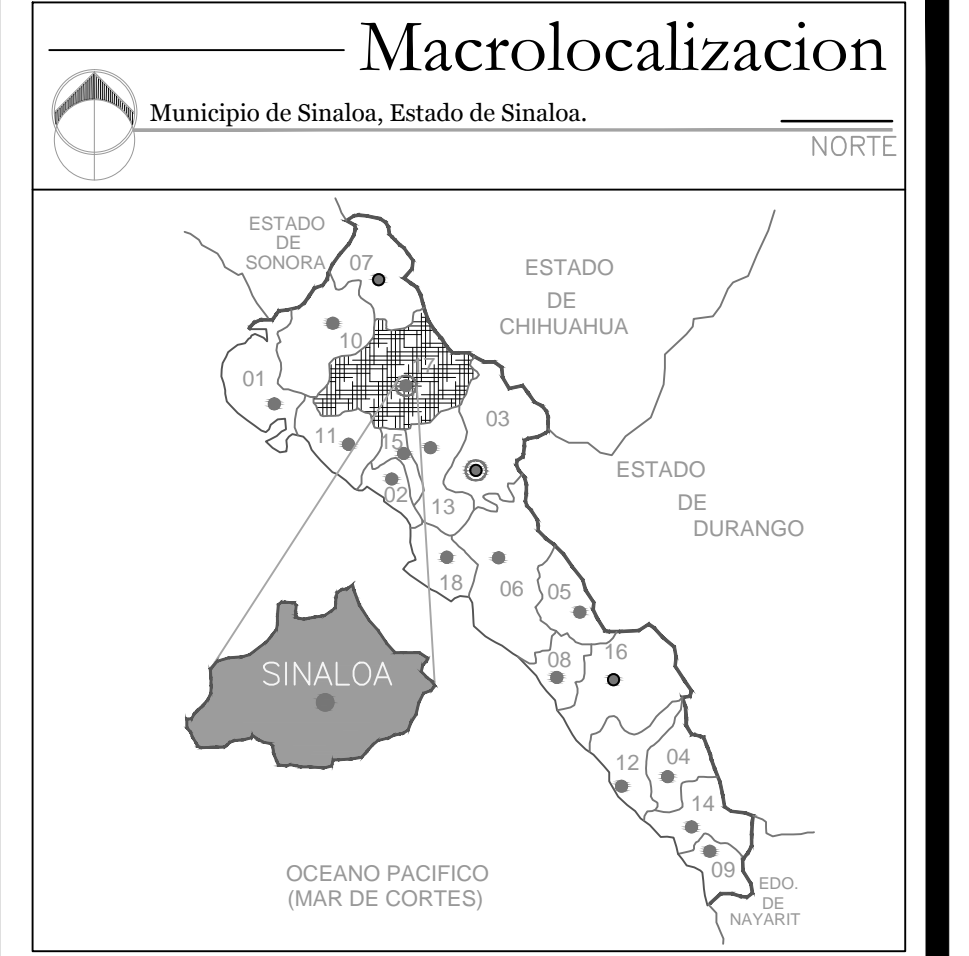 Macrolocalizacion
Municipio de Sinaloa, Estado de Sinaloa.
NORTE
ESTADO
DE
SONORA
07
ESTADO
DE
CHIHUAHUA
10
17
01
03
11
15
02
13
ESTADO
DE
DURANGO
18
06
05
16
08
SINALOA
12
04
14
09
OCEANO PACIFICO
(MAR DE CORTES)
EDO.
DE
NAYARIT